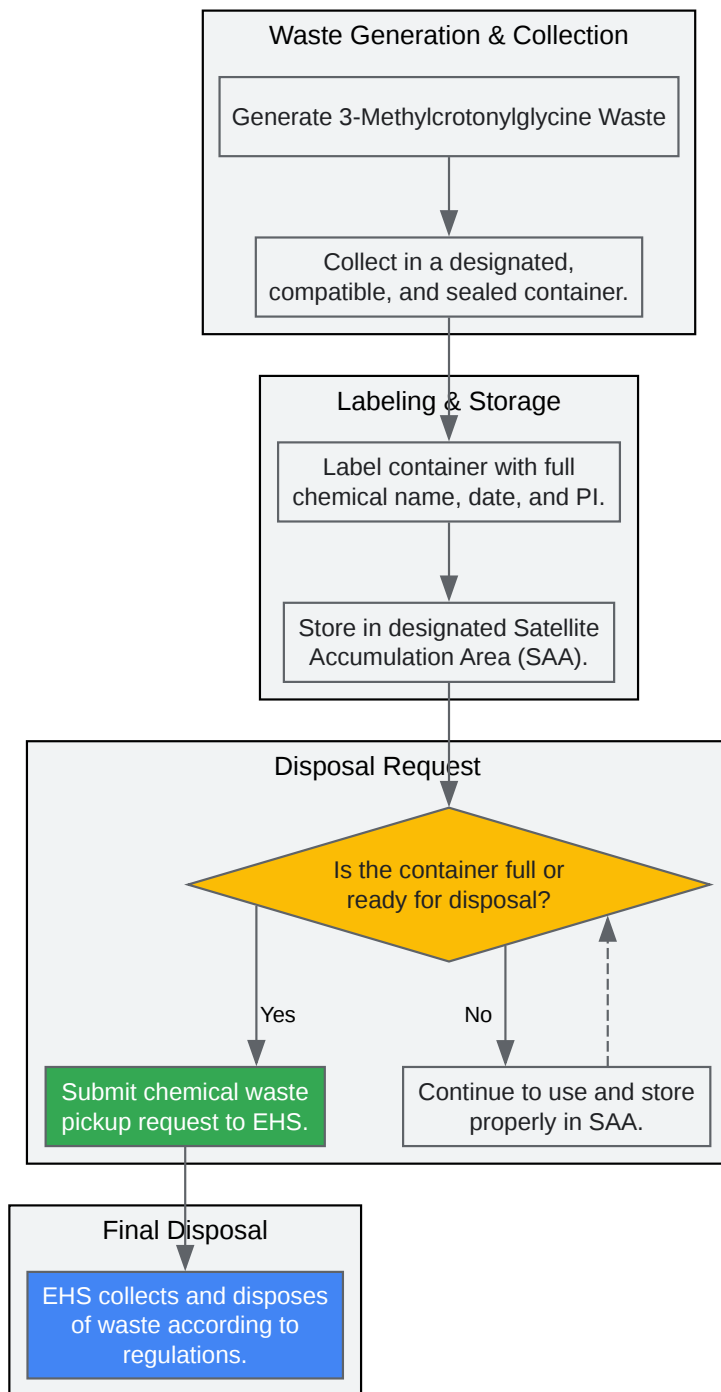 Waste Generation & Collection
Generate 3-Methylcrotonylglycine Waste
Collect in a designated,
compatible, and sealed container.
Labeling & Storage
Label container with full
chemical name, date, and PI.
Store in designated Satellite
Accumulation Area (SAA).
Disposal Request
Is the container full or
ready for disposal?
Yes
No
Submit chemical waste
pickup request to EHS.
Continue to use and store
properly in SAA.
Final Disposal
EHS collects and disposes
of waste according to
regulations.